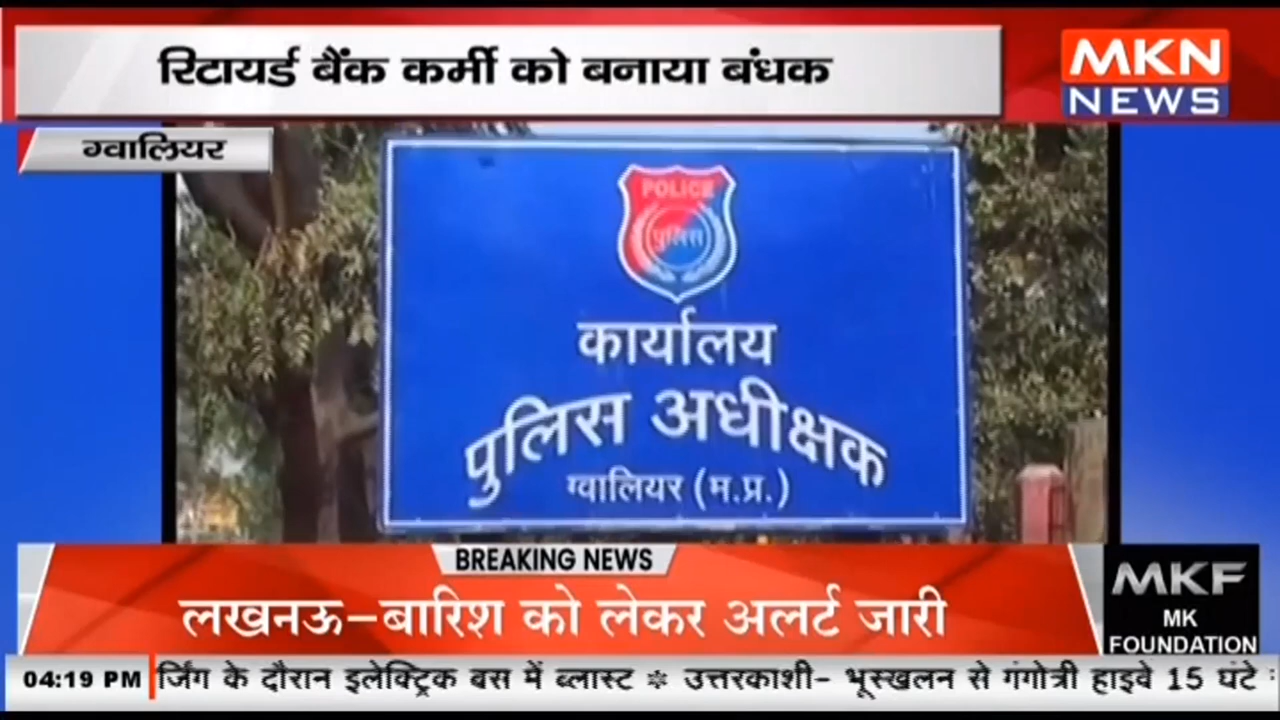 रिटायर्ड बैंक कर्मी को बनाया बंधक
MKN
NEWS
ग्वालियर
POLICE
पुलिस
कार्यालय
पुलिस अधीक्षक
ग्वालियर (म.प्र.)
BREAKING NEWS
लखनऊ-बारिश को लेकर अलर्ट जारी
MKF
MK
FOUNDATION
04:19 PM र्जिंग के दौरान इलेक्ट्रिक बस में ब्लास्ट * उत्तरकाशी- भूस्खलन से गंगोत्री हाइवे 15 घंटे